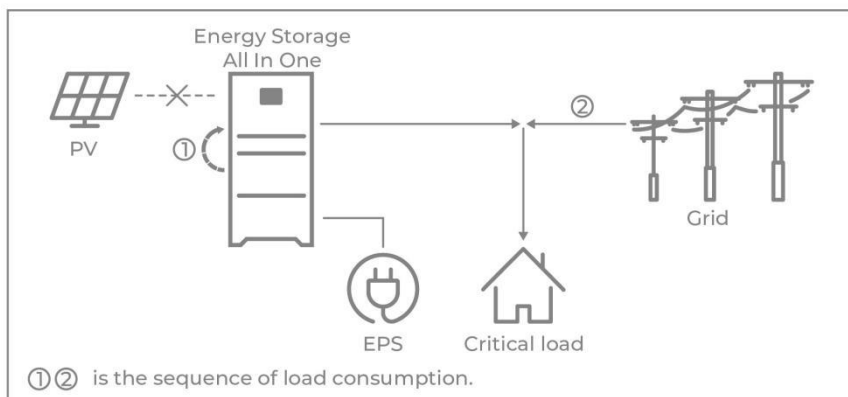 Energy Storage
All In One
PV
①
②
Grid
EPS
Critical load
①② is the sequence of load consumption.